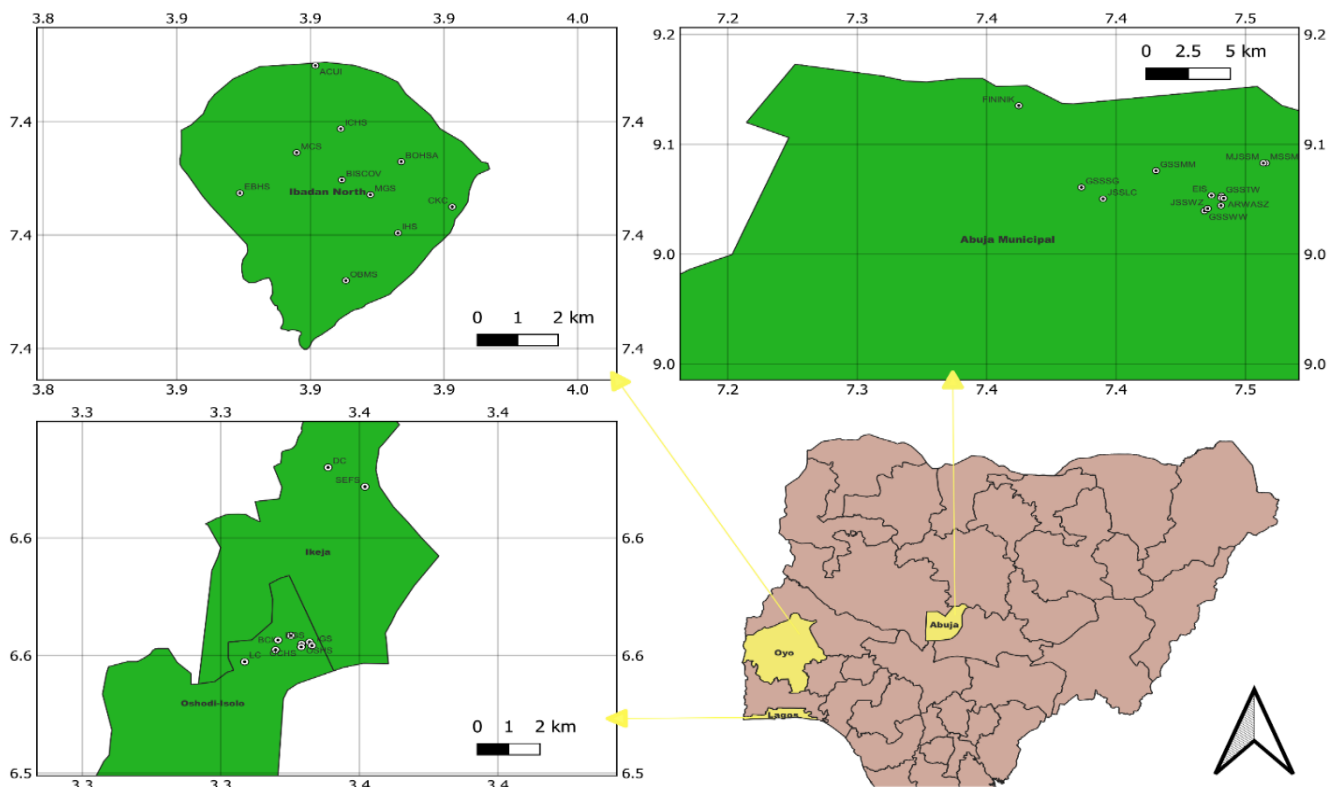 3.8 3.9 3.9 3.9 4.0
7.4
7.4
7.4
ACUI
ICHS
MCS
BOHSA
BISCOV
EBHS
Ibadan North
MGS
CKC
IHS
OBMS
0 1 2 km
7.4
7.4
7.4
3.8 3.9 3.9 3.9 4.0
7.2 7.3 7.4 7.4 7.5
9.2
9.1
9.0
9.0
0 2.5 5 km
FININIK
MJSSM
MSSM
GSSMM
GSSSG
JSSLC
EIS
GSSTW
JSSWZ
ARWASZ
GSSWW
Abuja Municipal
9.2
9.1
9.0
9.0
7.2 7.3 7.4 7.4 7.5
3.3 3.3 3.4 3.4
DC
SEFS
6.6
Ikeja
6.6
LC
Oshodi-Isolo
0 1 2 km
6.6
6.6
6.5
3.3 3.3 3.4 3.4
Abuja
Oyo
Lagos